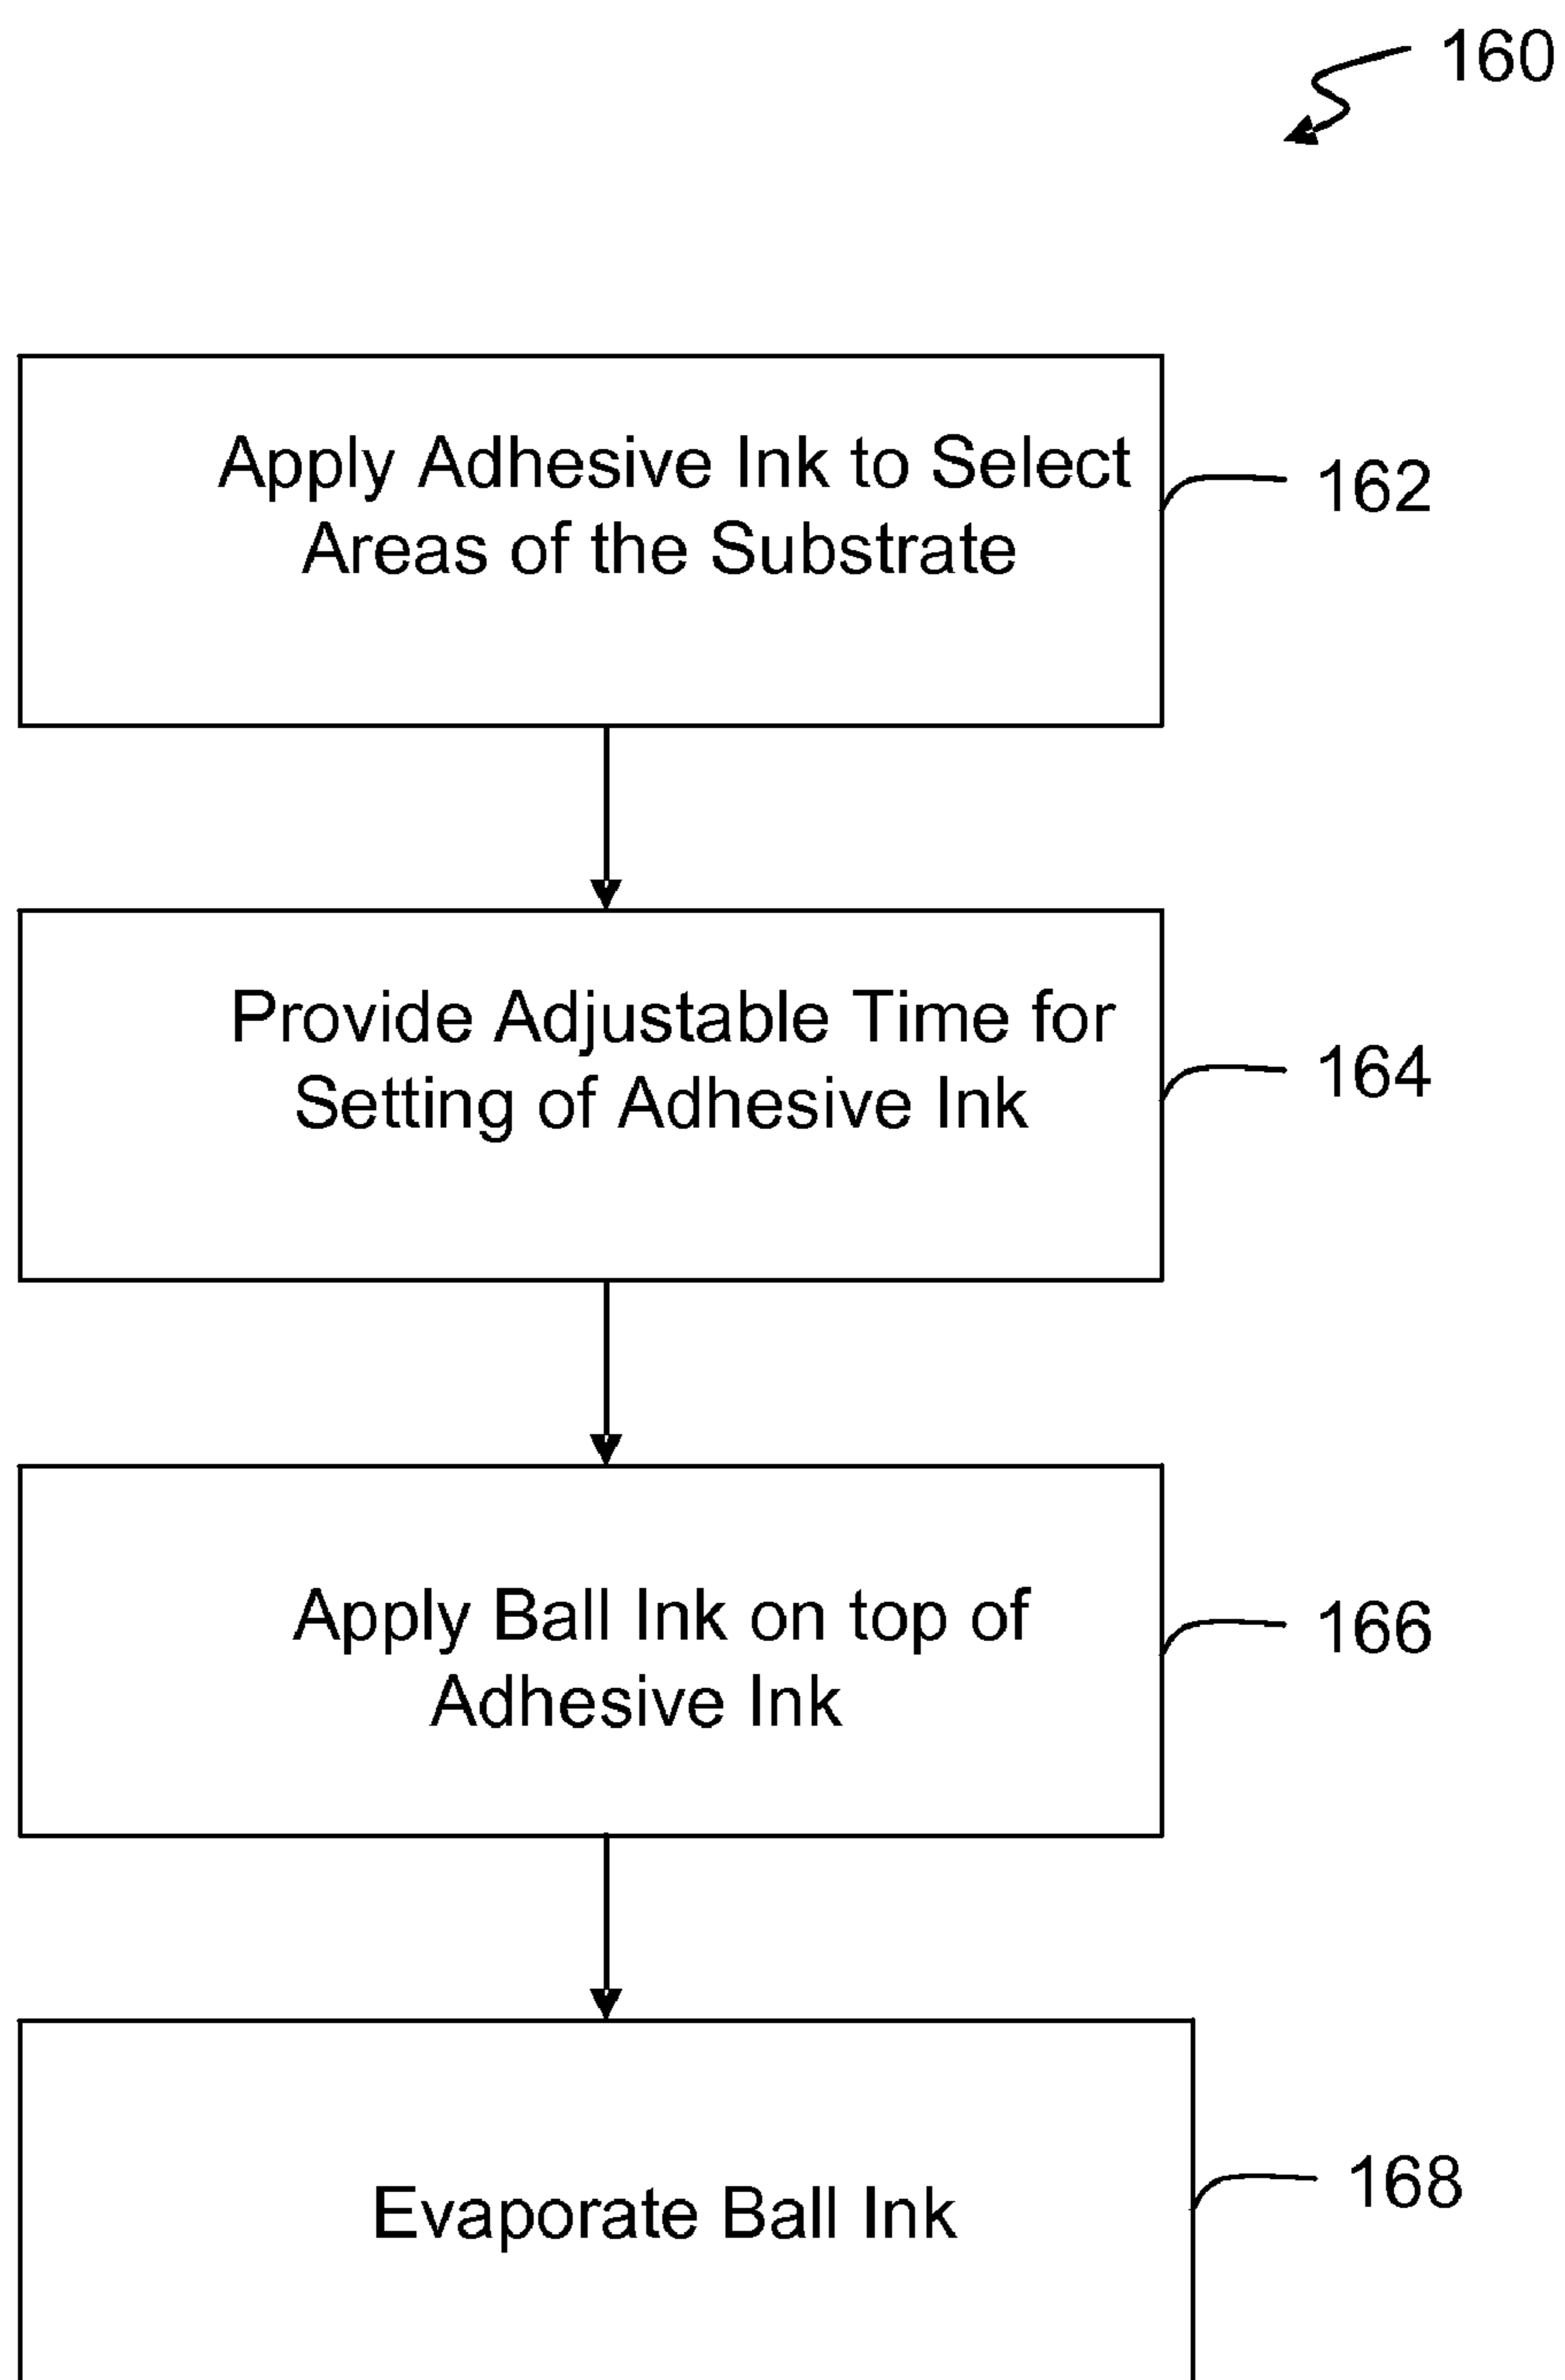 160
Apply Adhesive Ink to Select
Areas of the Substrate
162
Provide Adjustable Time for
Setting of Adhesive Ink
164
Apply Ball Ink on top of
Adhesive Ink
166
Evaporate Ball Ink
168